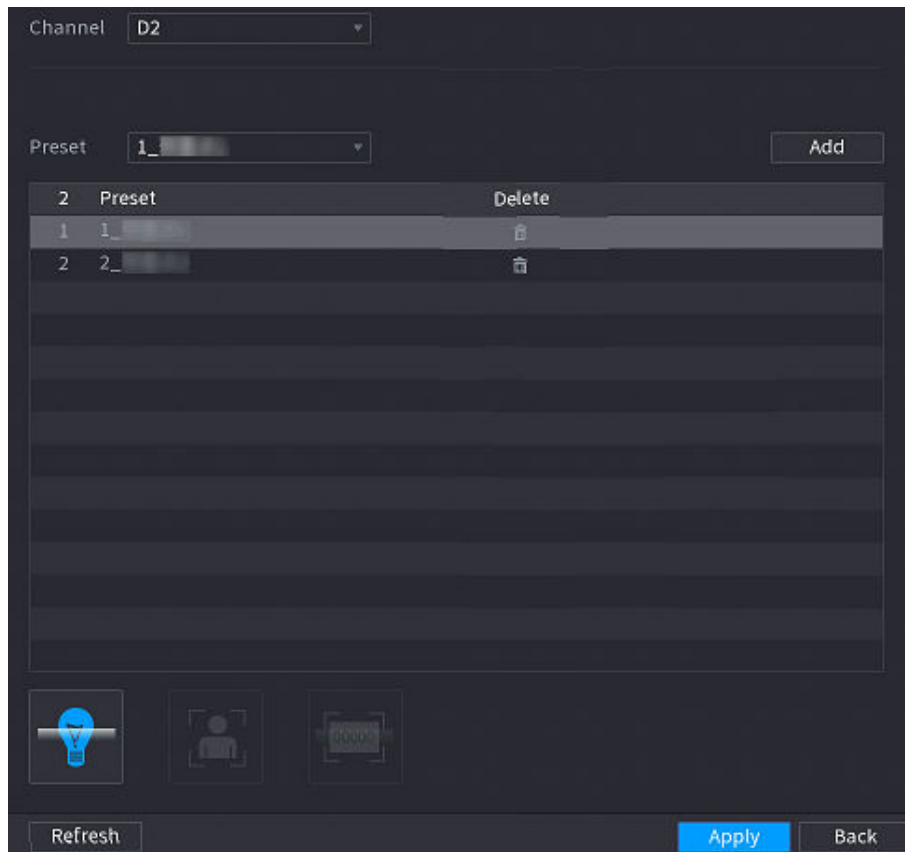 Channel D2
Preset 1_
Add
2 Preset Delete
1 1_
2 2_
Refresh Apply Back